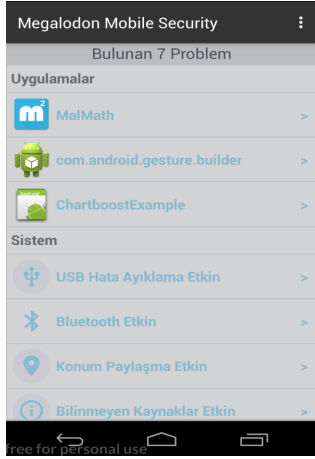 Megalodon Mobile Security
Bulunan 7 Problem
Uygulamalar
m2
MalMath >
com.android.gesture.builder >
ChartboostExample >
Sistem
USB Hata Ayıklama Etkin >
Bluetooth Etkin >
Konum Paylaşma Etkin >
Bilinmeyen Kaynaklar Etkin >
free for personal use